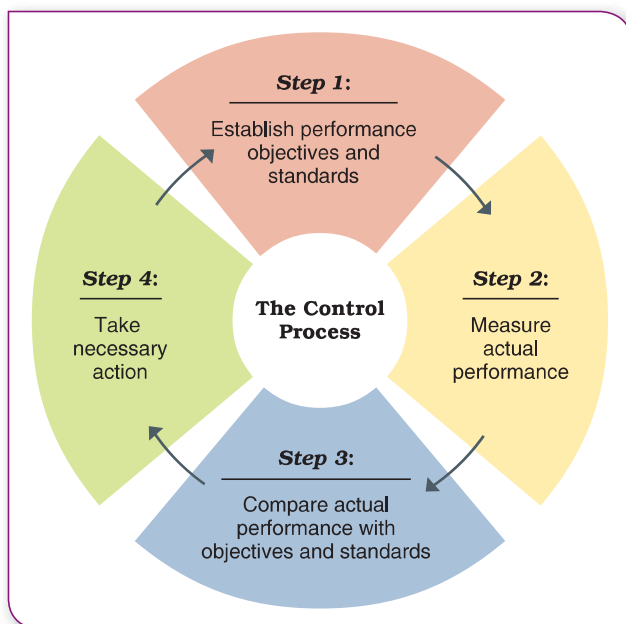 Step 1:
Establish performance
objectives and
standards
Step 2:
Measure
actual
performance
Step 3:
Compare actual
performance with
objectives and standards
Step 4:
Take
necessary
action
The Control
Process